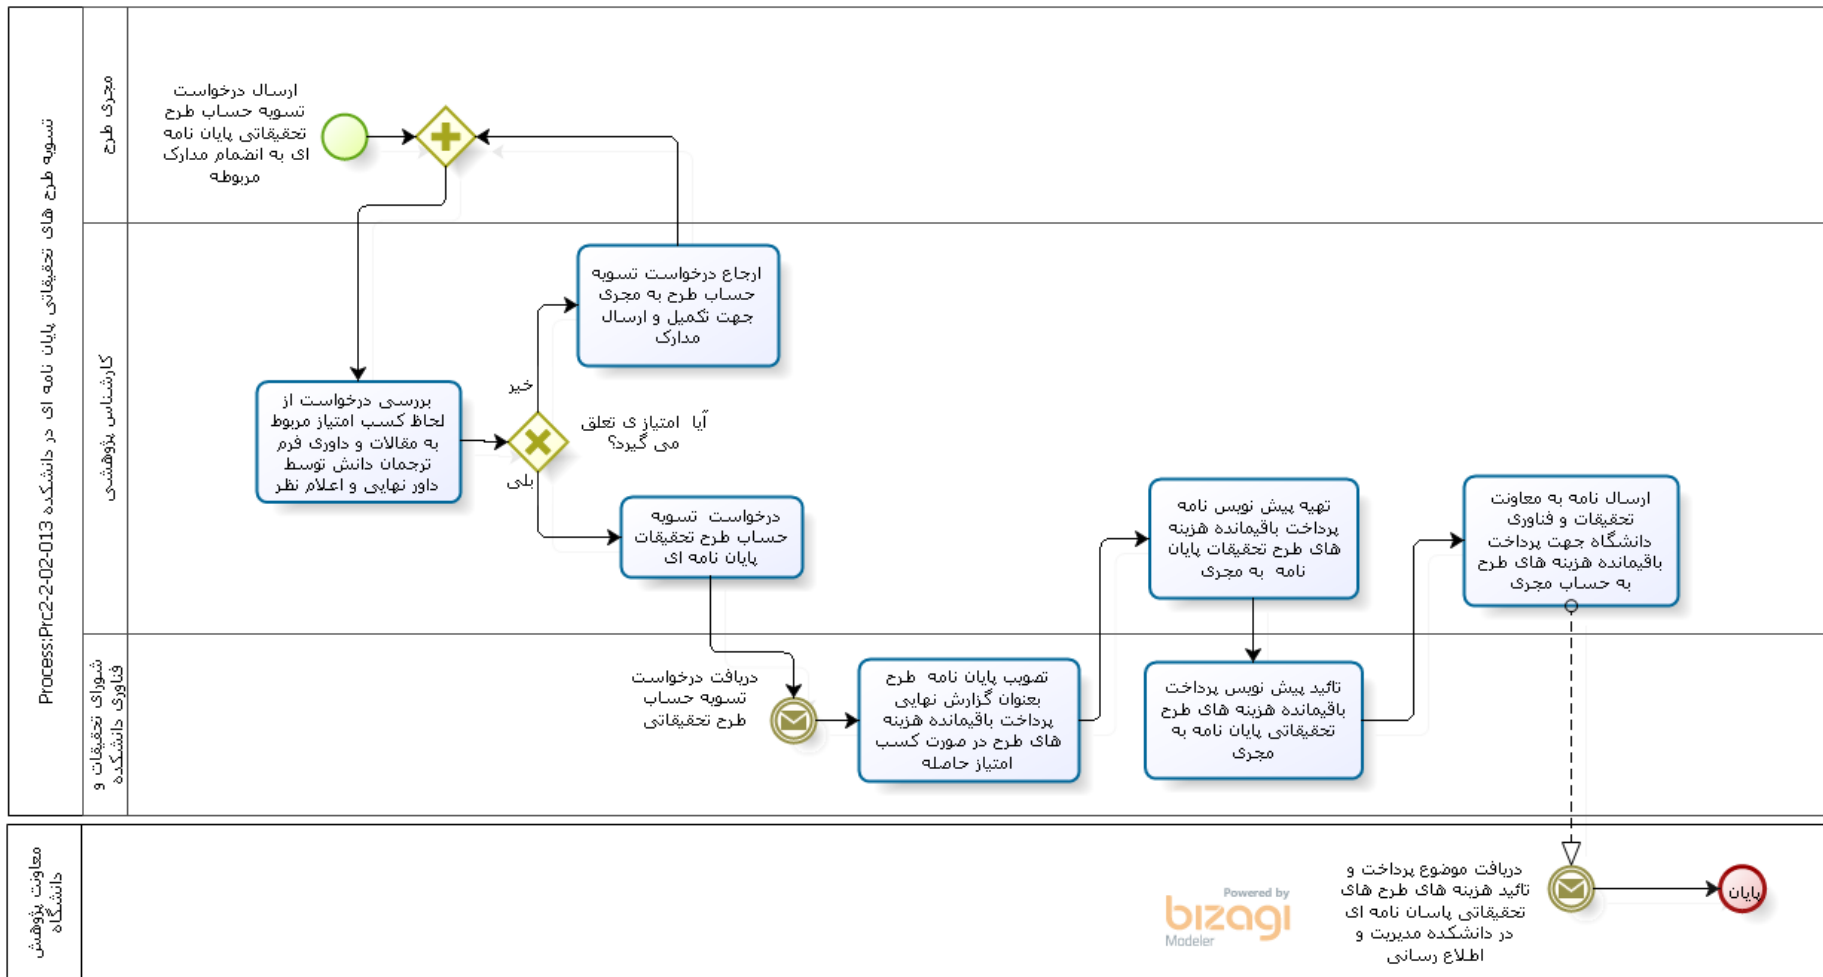 تسویه طرح های تحقیقاتی پایان نامه ای در دانشکده Process:Prc2-2-02-013
مجری طرح
ارسال درخواست
تسویه حساب طرح
تحقیقاتی پایان نامه
ای به انضمام مدارک
مربوطه
کارشناس پژوهشی
ارجاع درخواست تسویه
حساب طرح به مجری
جهت تکمیل و ارسال
مدارک
خیر
بررسی درخواست از
لحاظ کسب امتیاز مربوط
به مقالات و داوری فرم
ترجمان دانش توسط
داور نهایی و اعلام نظر
آیا امتیاز ی تعلق
می گیرد؟
بلی
درخواست تسویه
حساب طرح تحقیقات
پایان نامه ای
تهیه پیش نویس نامه
پرداخت باقیمانده هزینه
های طرح تحقیقات پایان
نامه به مجری
ارسال نامه به معاونت
تحقیقات و فناوری
دانشگاه جهت پرداخت
باقیمانده هزینه های طرح
به حساب مجری
شورای تحقیقات و
فناوری دانشکده
دریافت درخواست
تسویه حساب
طرح تحقیقاتی
تصویب پایان نامه طرح
بعنوان گزارش نهایی
پرداخت باقیمانده هزینه
های طرح در صورت کسب
امتیاز حاصله
تائید پیش نویس پرداخت
باقیمانده هزینه های طرح
تحقیقاتی پایان نامه به
مجری
معاونت پژوهش
دانشگاه
دریافت موضوع پرداخت و
تائید هزینه های طرح های
تحقیقاتی پاسان نامه ای
در دانشکده مدیریت و
اطلاع رسانی
پایان
Powered by
bizagi
Modeler